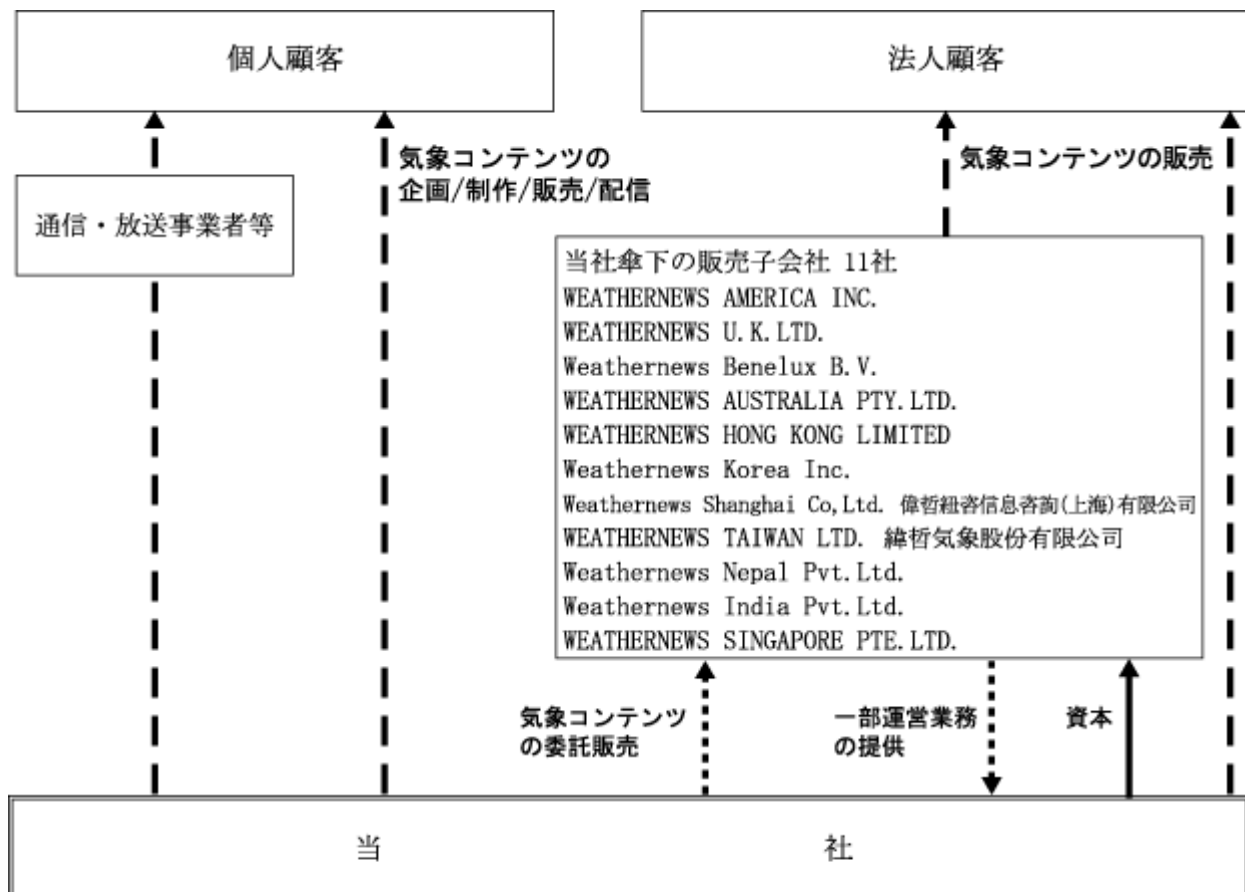 個人顧客
法人顧客
気象コンテンツの
企画/制作/販売/配信
気象コンテンツの販売
通信・放送事業者等
当社傘下の販売子会社 11社
WEATHERNEWS AMERICA INC.
WEATHERNEWS U.K.LTD.
Weathernews Benelux B.V.
WEATHERNEWS AUSTRALIA PTY.LTD.
WEATHERNEWS HONG KONG LIMITED
Weathernews Korea Inc.
Weathernews Shanghai Co,Ltd. 偉哲紐咨信息咨詢(上海)有限公司
WEATHERNEWS TAIWAN LTD. 緯哲気象股份有限公司
Weathernews Nepal Pvt.Ltd.
Weathernews India Pvt.Ltd.
WEATHERNEWS SINGAPORE PTE.LTD.
気象コンテンツ
の委託販売
一部運営業務
の提供
資本
当 社